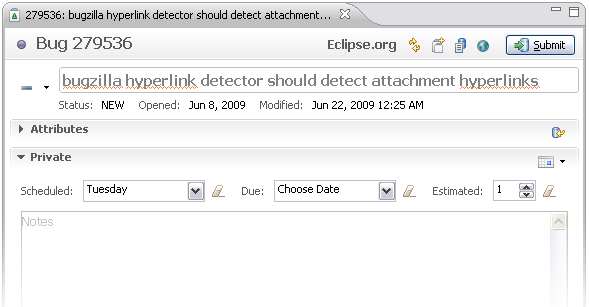 279536: bugzilla hyperlink detector should detect attachment...
Bug 279536 Eclipse.org Submit
bugzilla hyperlink detector should detect attachment hyperlinks
Status: NEW Opened: Jun 8, 2009 Modified: Jun 22, 2009 12:25 AM
Attributes
Private
Scheduled: Tuesday Due: Choose Date Estimated: 1
Notes